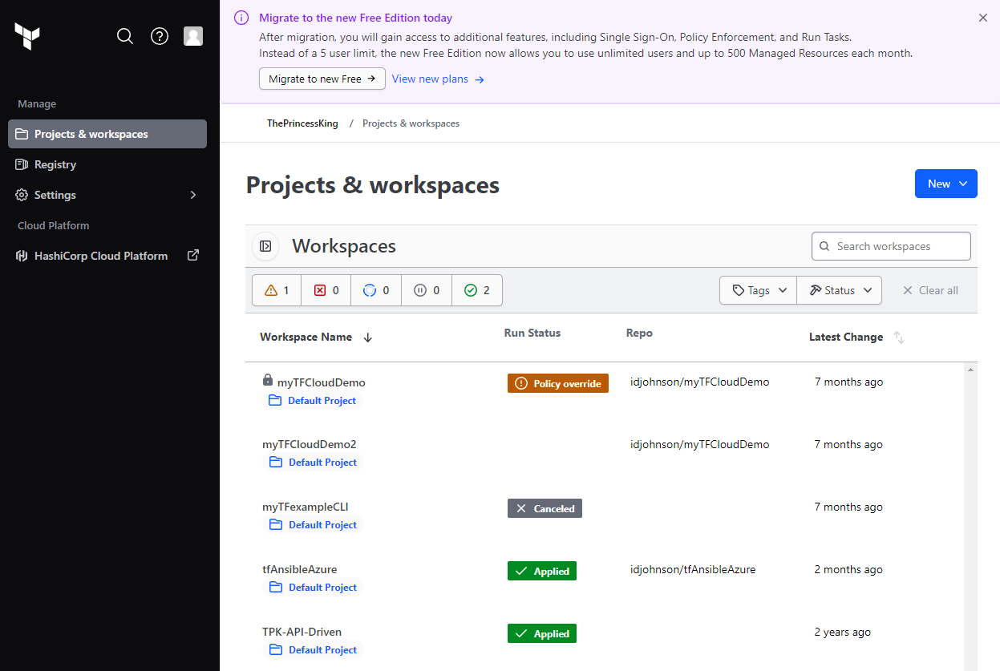 Migrate to the new Free Edition today
After migration, you will gain access to additional features, including Single Sign-On, Policy Enforcement, and Run Tasks.
Instead of a 5 user limit, the new Free Edition now allows you to use unlimited users and up to 500 Managed Resources each month.
Migrate to new Free → View new plans →
Manage
Projects & workspaces
Registry
Settings
Cloud Platform
HashiCorp Cloud Platform
ThePrincessKing / Projects & workspaces
Projects & workspaces
New
Workspaces
Search workspaces
1 0 0 0 2
Tags Status Clear all
Workspace Name Run Status Repo Latest Change
myTFCloudDemo Policy override idjohnson/myTFCloudDemo 7 months ago
Default Project
myTFCloudDemo2 idjohnson/myTFCloudDemo 7 months ago
Default Project
myTFexampleCLI Canceled 7 months ago
Default Project
tfAnsibleAzure Applied idjohnson/tfAnsibleAzure 2 months ago
Default Project
TPK-API-Driven Applied 2 years ago
Default Project